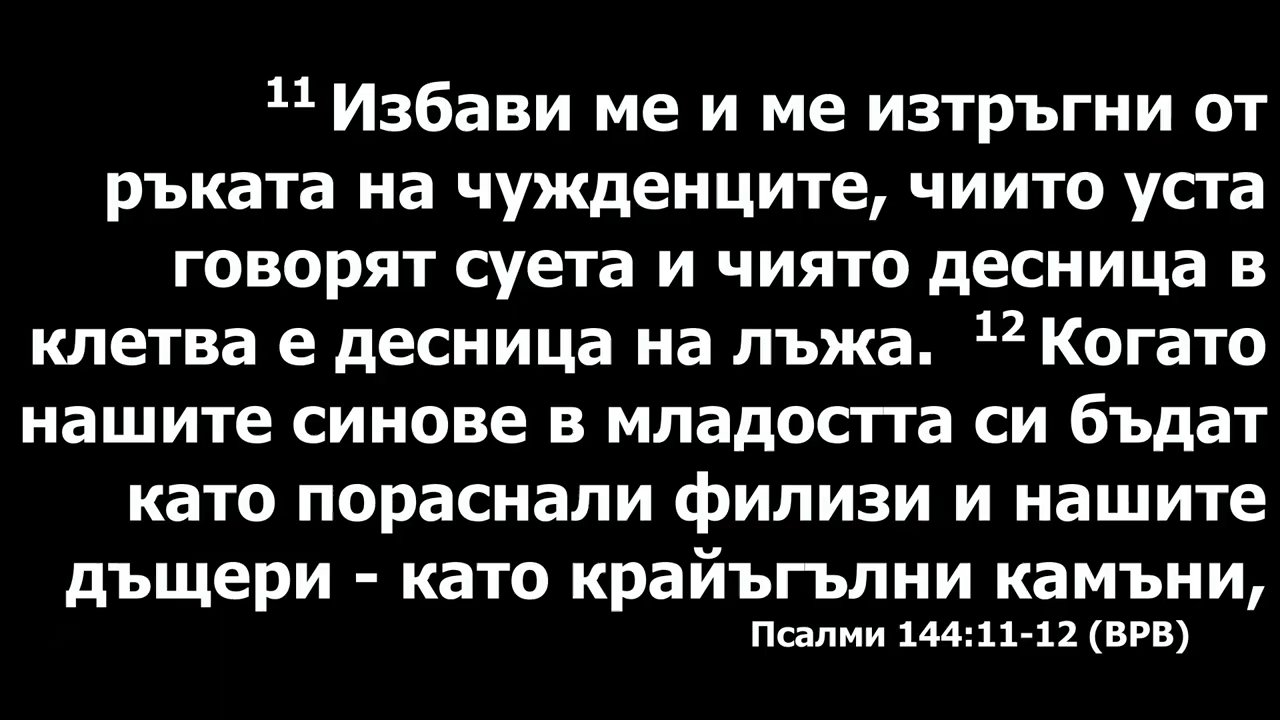 11 Избави ме и ме изтръгни от
ръката на чужденците, чиито уста
говорят суета и чиято десница в
клетва е десница на лъжа. 12 Когато
нашите синове в младостта си бъдат
като пораснали филизи и нашите
дъщери - като крайъгълни камъни,
Псалми 144:11-12 (ВРВ)